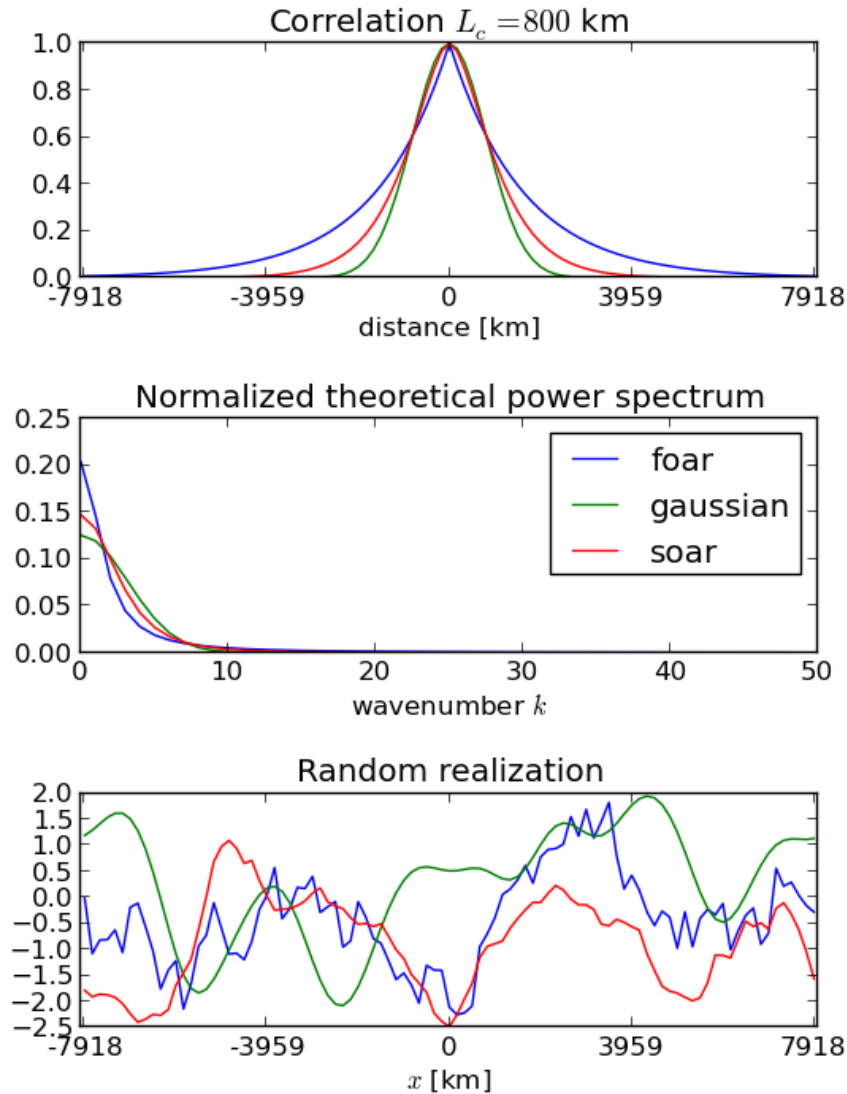 Correlation L_c = 800 km
1.0
0.8
0.6
0.4
0.2
0.0
-7918 -3959 0 3959 7918
distance [km]
Normalized theoretical power spectrum
0.25
0.20
0.15
0.10
0.05
0.00
foar
gaussian
soar
0 10 20 30 40 50
wavenumber k
Random realization
2.0
1.5
1.0
0.5
0.0
−0.5
−1.0
−1.5
−2.0
−2.5
-7918 -3959 0 3959 7918
x [km]